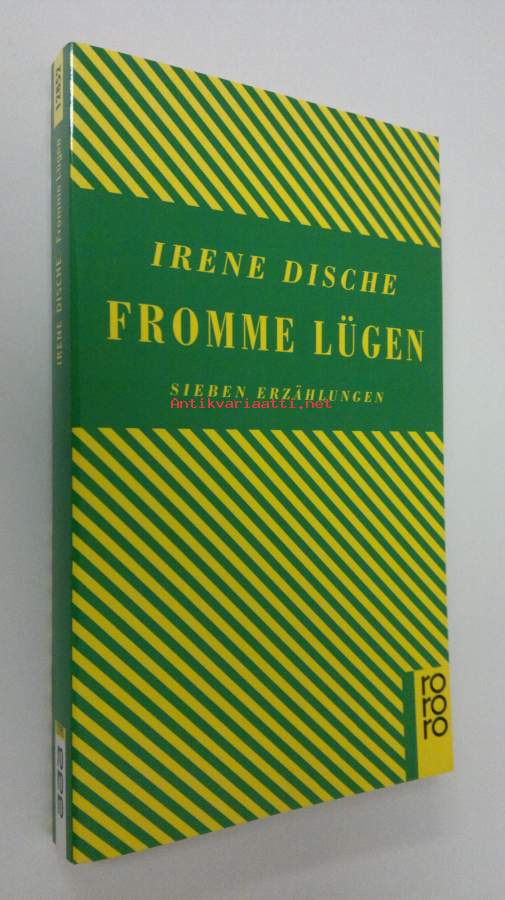 IRENE DISCHE
FROMME LÜGEN
SIEBEN ERZÄHLUNGEN
Antikvariaatti.net
ro
ro
ro
IRENE DISCHE Fromme Lügen